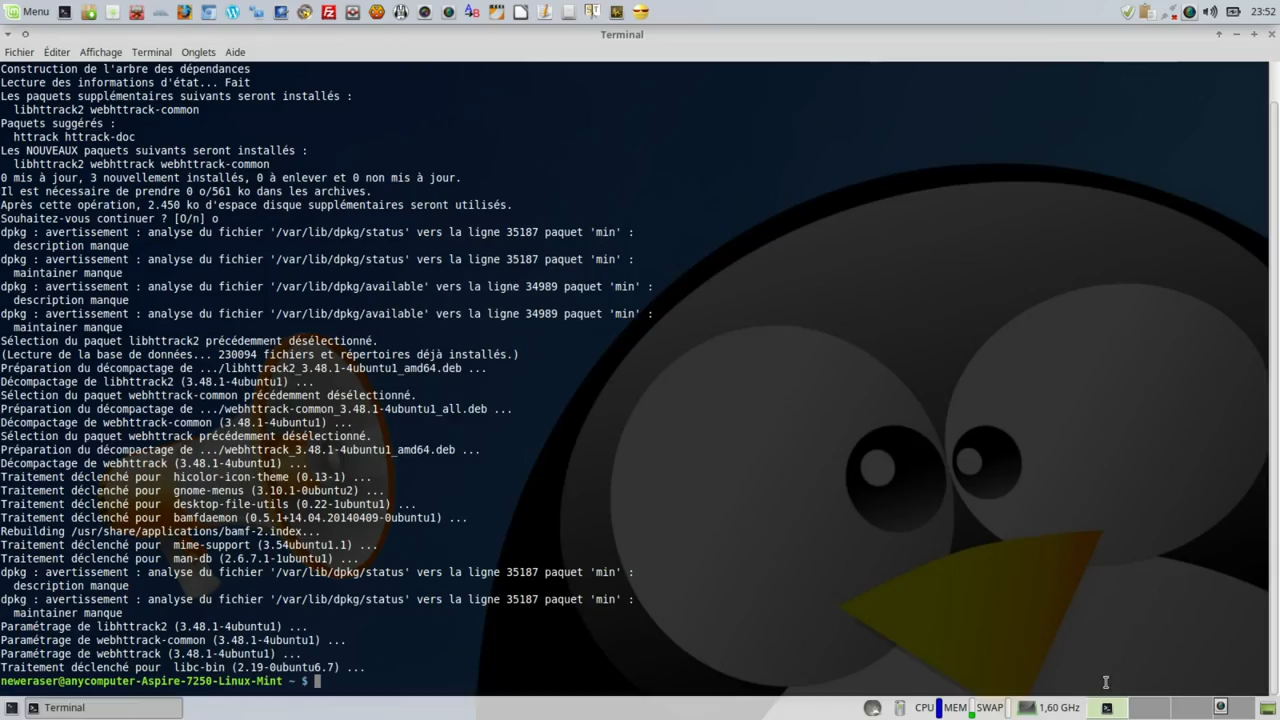 Menu
23:52
Terminal
Fichier Éditer Affichage Terminal Onglets Aide
Construction de l'arbre des dépendances
Lecture des informations d'état... Fait
Les paquets supplémentaires suivants seront installés :
  libhttrack2 webhttrack-common
Paquets suggérés :
  httrack httrack-doc
Les NOUVEAUX paquets suivants seront installés :
  libhttrack2 webhttrack webhttrack-common
0 mis à jour, 3 nouvellement installés, 0 à enlever et 0 non mis à jour.
Il est nécessaire de prendre 0 o/561 ko dans les archives.
Après cette opération, 2.450 ko d'espace disque supplémentaires seront utilisés.
Souhaitez-vous continuer ? [O/n] o
dpkg : avertissement : analyse du fichier '/var/lib/dpkg/status' vers la ligne 35187 paquet 'min' :
  description manque
dpkg : avertissement : analyse du fichier '/var/lib/dpkg/status' vers la ligne 35187 paquet 'min' :
  maintainer manque
dpkg : avertissement : analyse du fichier '/var/lib/dpkg/available' vers la ligne 34989 paquet 'min' :
  description manque
dpkg : avertissement : analyse du fichier '/var/lib/dpkg/available' vers la ligne 34989 paquet 'min' :
  maintainer manque
Sélection du paquet libhttrack2 précédemment désélectionné.
(Lecture de la base de données... 230094 fichiers et répertoires déjà installés.)
Préparation du décompactage de .../libhttrack2_3.48.1-4ubuntu1_amd64.deb ...
Décompactage de libhttrack2 (3.48.1-4ubuntu1) ...
Sélection du paquet webhttrack-common précédemment désélectionné.
Préparation du décompactage de .../webhttrack-common_3.48.1-4ubuntu1_all.deb ...
Décompactage de webhttrack-common (3.48.1-4ubuntu1) ...
Sélection du paquet webhttrack précédemment désélectionné.
Préparation du décompactage de .../webhttrack_3.48.1-4ubuntu1_amd64.deb ...
Décompactage de webhttrack (3.48.1-4ubuntu1) ...
Traitement déclenché pour  hicolor-icon-theme (0.13-1) ...
Traitement déclenché pour  gnome-menus (3.10.1-0ubuntu2) ...
Traitement déclenché pour  desktop-file-utils (0.22-1ubuntu1) ...
Traitement déclenché pour  bamfdaemon (0.5.1+14.04.20140409-0ubuntu1) ...
Rebuilding /usr/share/applications/bamf-2.index...
Traitement déclenché pour  mime-support (3.54ubuntu1.1) ...
Traitement déclenché pour  man-db (2.6.7.1-1ubuntu1) ...
dpkg : avertissement : analyse du fichier '/var/lib/dpkg/status' vers la ligne 35187 paquet 'min' :
  description manque
dpkg : avertissement : analyse du fichier '/var/lib/dpkg/status' vers la ligne 35187 paquet 'min' :
  maintainer manque
Paramétrage de libhttrack2 (3.48.1-4ubuntu1) ...
Paramétrage de webhttrack-common (3.48.1-4ubuntu1) ...
Paramétrage de webhttrack (3.48.1-4ubuntu1) ...
Traitement déclenché pour  libc-bin (2.19-0ubuntu6.7) ...
neweraser@anycomputer-Aspire-7250-Linux-Mint ~ $
Terminal
CPU MEM SWAP 1,60 GHz